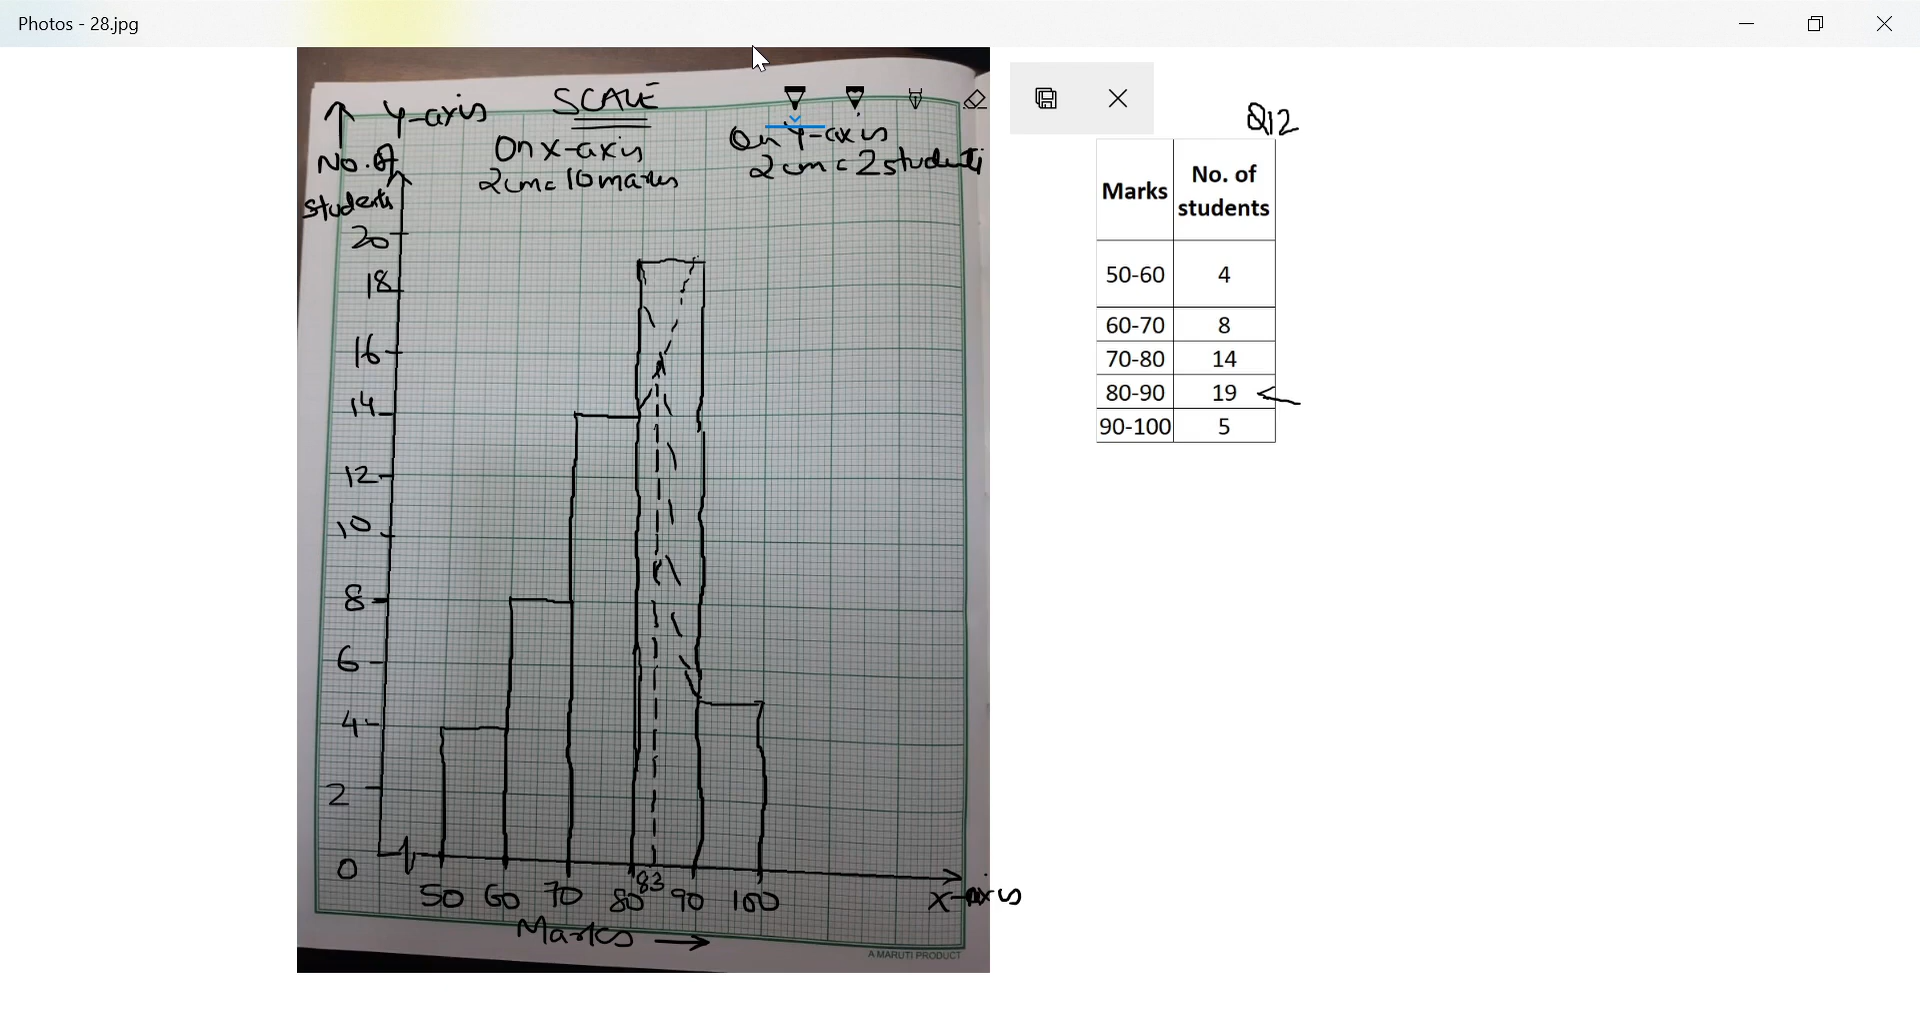 Photos - 28.jpg
Y-axis
No. of
students
SCALE
On x-axis
2cm= 10 marks
On Y-axis
2cm = 2 students
20
18
16
14
12
10
8
6
4
2
0
50 60 70 80 83 90 100
x-axis
Marks
A MARUTI PRODUCT
Q12
Marks No. of students
50-60 4
60-70 8
70-80 14
80-90 19
90-100 5